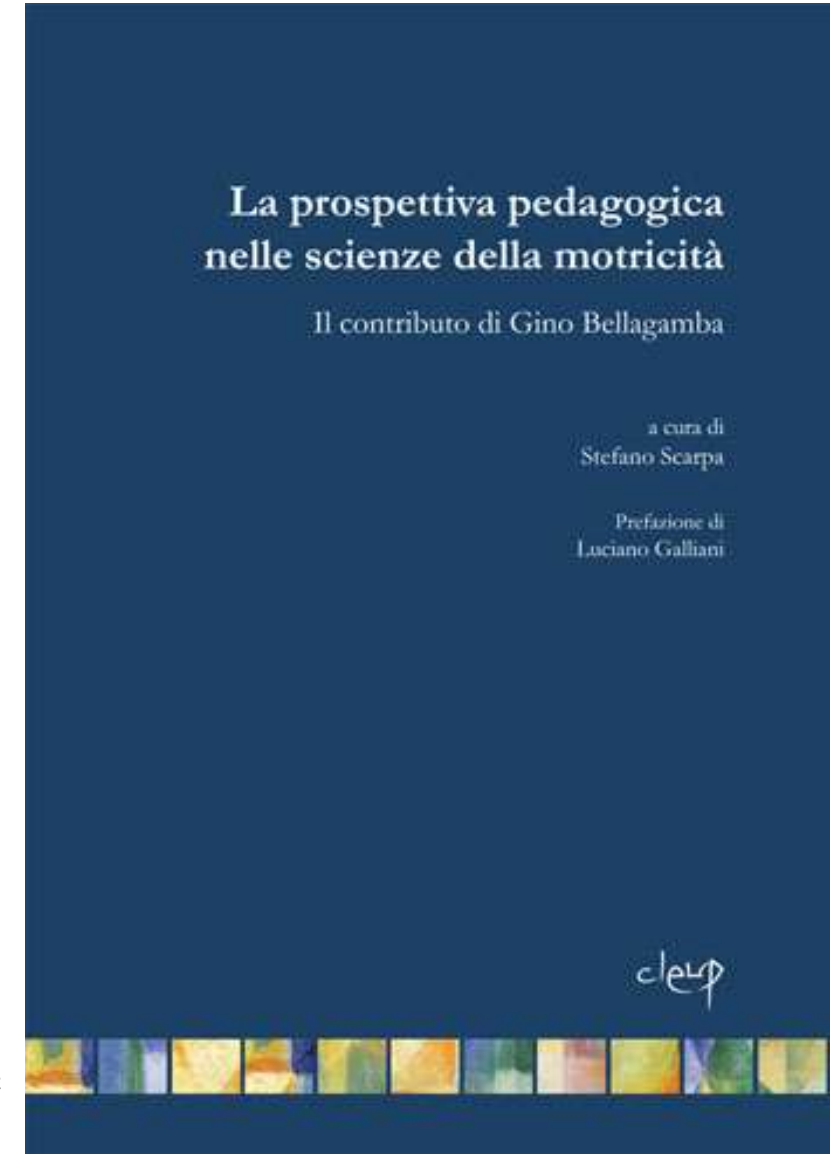 La prospettiva pedagogica
nelle scienze della motricità
Il contributo di Gino Bellagamba
a cura di
Stefano Scarpa
Prefazione di
Luciano Galliani
cleup